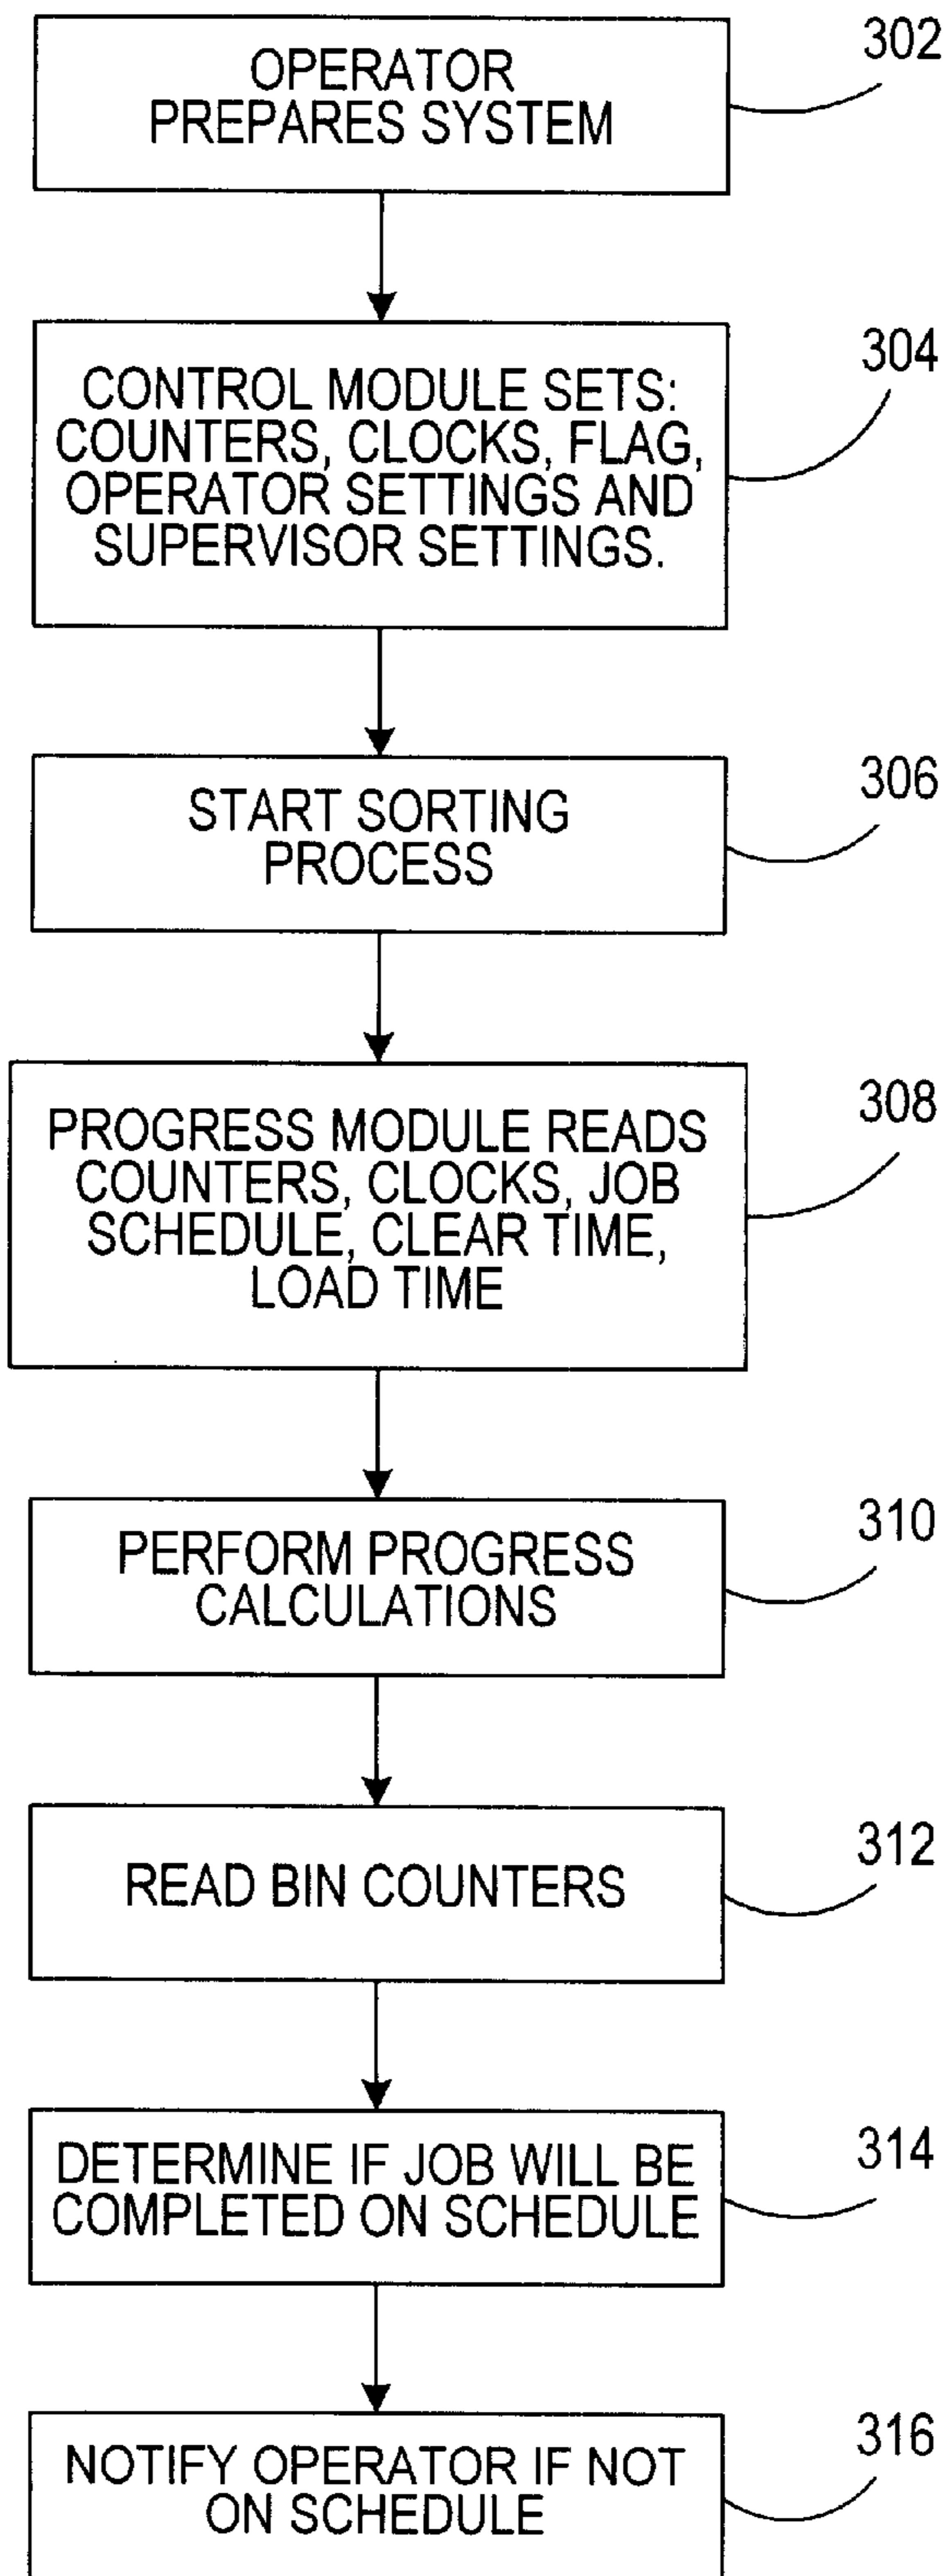 302
OPERATOR
PREPARES SYSTEM
304
CONTROL MODULE SETS:
COUNTERS, CLOCKS, FLAG,
OPERATOR SETTINGS AND
SUPERVISOR SETTINGS.
306
START SORTING
PROCESS
308
PROGRESS MODULE READS
COUNTERS, CLOCKS, JOB
SCHEDULE, CLEAR TIME,
LOAD TIME
310
PERFORM PROGRESS
CALCULATIONS
312
READ BIN COUNTERS
314
DETERMINE IF JOB WILL BE
COMPLETED ON SCHEDULE
316
NOTIFY OPERATOR IF NOT
ON SCHEDULE